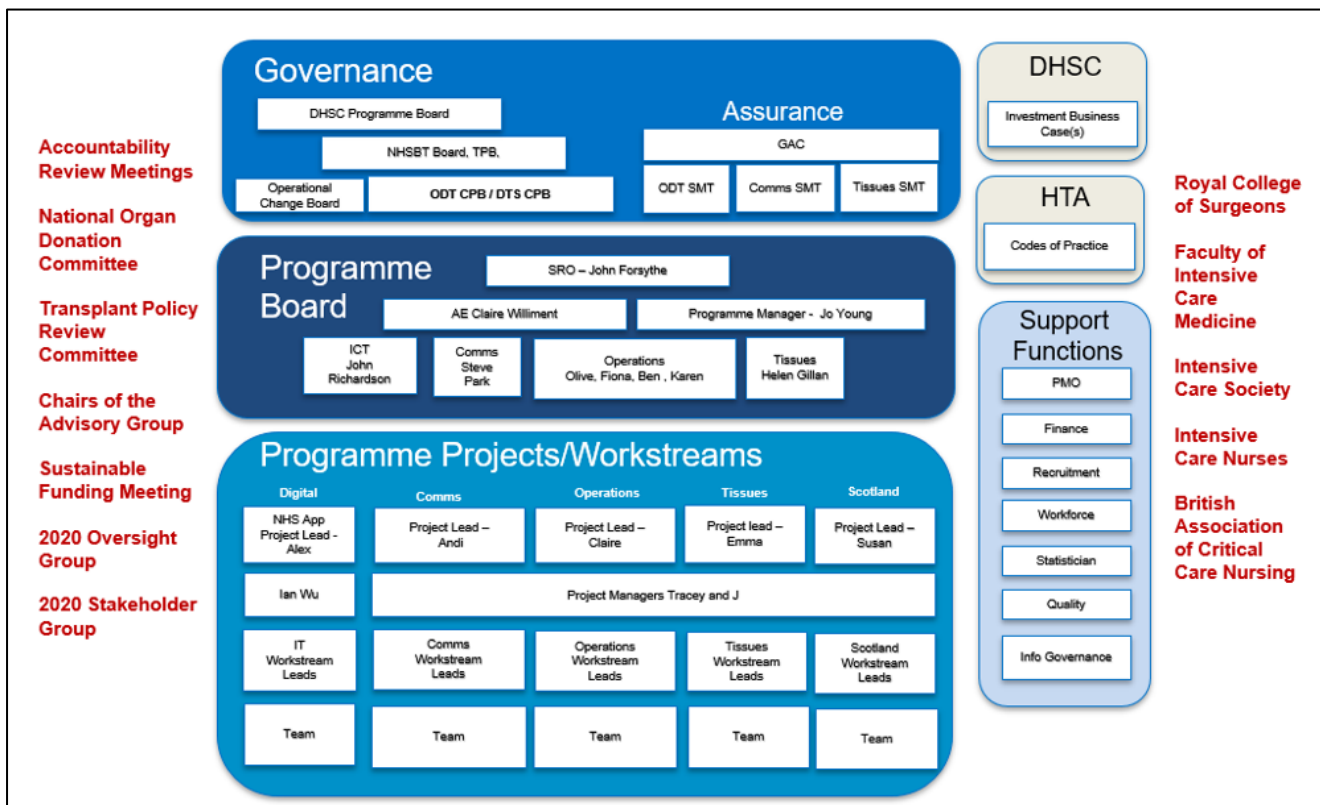 Governance
DHSC Programme Board
NHSBT Board, TPB,
Operational
Change Board
ODT CPB / DTS CPB
Assurance
GAC
ODT SMT
Comms SMT
Tissues SMT
DHSC
Investment Business
Case(s)
HTA
Codes of Practice
Accountability
Review Meetings
National Organ
Donation
Committee
Transplant Policy
Review
Committee
Chairs of the
Advisory Group
Sustainable
Funding Meeting
2020 Oversight
Group
2020 Stakeholder
Group
Programme
Board
SRO – John Forsythe
AE Claire Williment
Programme Manager -  Jo Young
ICT
John
Richardson
Comms
Steve
Park
Operations
Olive, Fiona, Ben , Karen
Tissues
Helen Gillan
Programme Projects/Workstreams
Digital
Comms
Operations
Tissues
Scotland
NHS App
Project Lead -
Alex
Project Lead –
Andi
Project Lead –
Claire
Project lead –
Emma
Project Lead –
Susan
Ian Wu
Project Managers Tracey and J
IT
Workstream
Leads
Comms
Workstream
Leads
Operations
Workstream
Leads
Tissues
Workstream
Leads
Scotland
Workstream
Leads
Team
Team
Team
Team
Team
Support
Functions
PMO
Finance
Recruitment
Workforce
Statistician
Quality
Info Governance
Royal College
of Surgeons
Faculty of
Intensive
Care
Medicine
Intensive
Care Society
Intensive
Care Nurses
British
Association
of Critical
Care Nursing